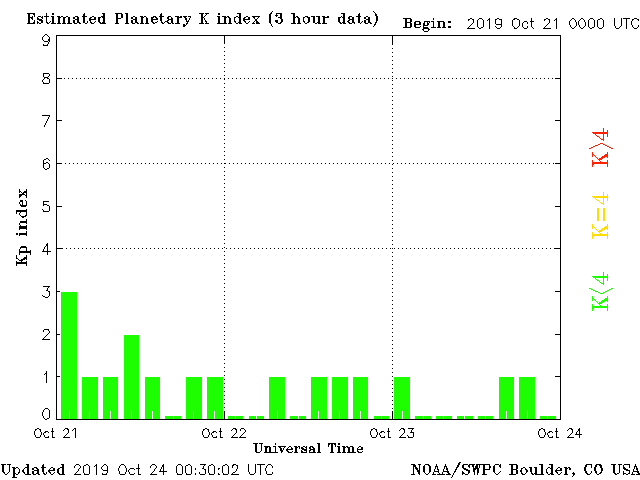 Estimated Planetary K index (3 hour data) Begin: 2019 Oct 21 0000 UTC
9
8
7
6
5
4
3
2
1
0
Kp index
K>4
K=4
K<4
Oct 21 Oct 22 Oct 23 Oct 24
Universal Time
Updated 2019 Oct 24 00:30:02 UTC NOAA/SWPC Boulder, CO USA